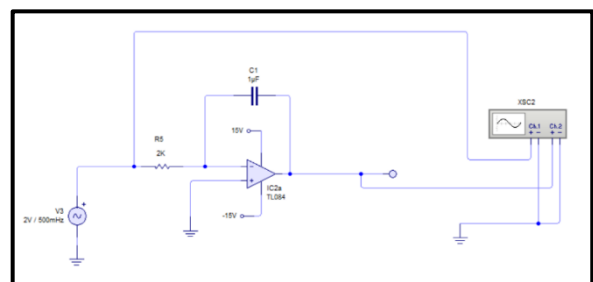 C1
1µF
XSC2
Ch.1 Ch.2
+ − + −
15V
R5
2K
−
+
IC2a
TL084
-15V
+
V3
2V / 500mHz